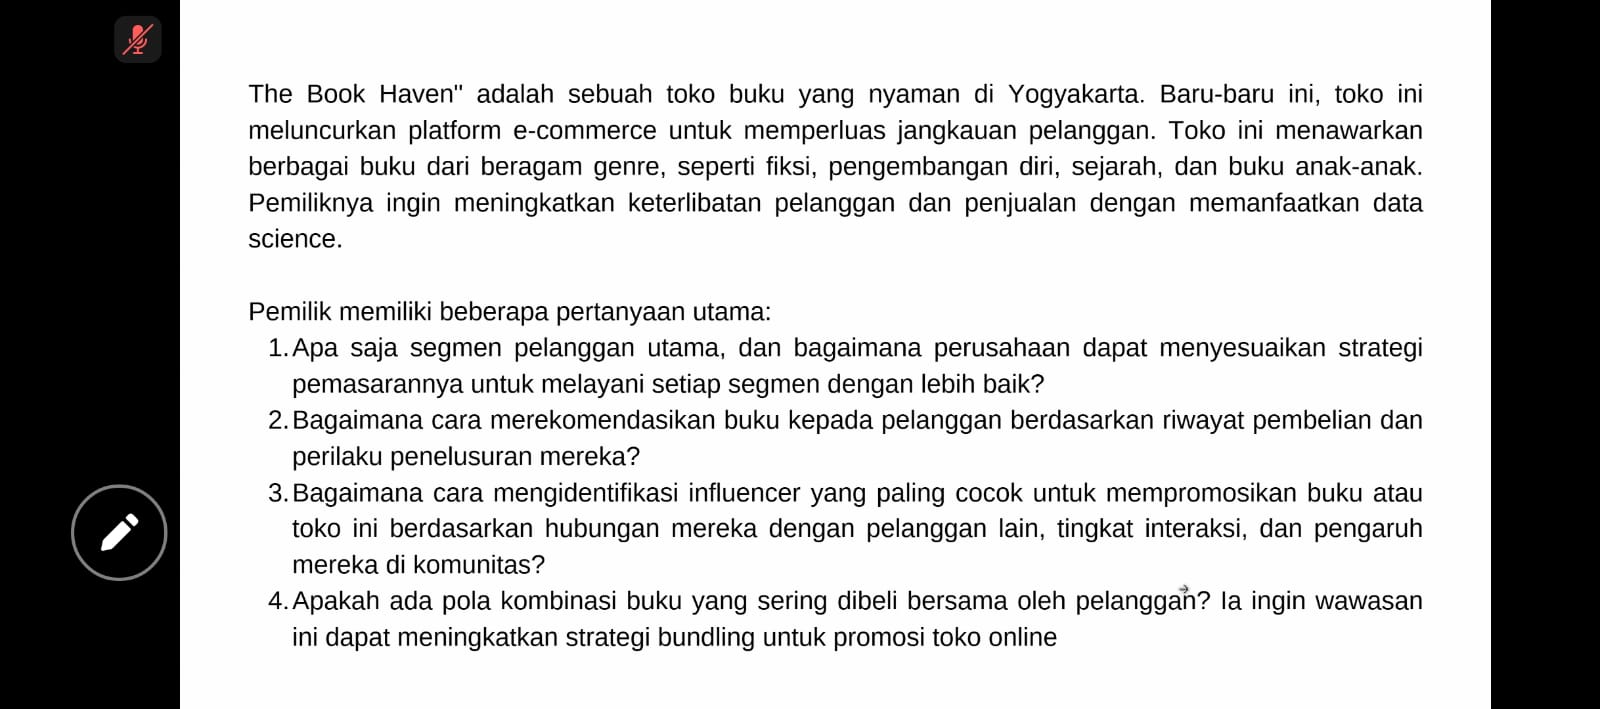 The Book Haven" adalah sebuah toko buku yang nyaman di Yogyakarta. Baru-baru ini, toko ini
meluncurkan platform e-commerce untuk memperluas jangkauan pelanggan. Toko ini menawarkan
berbagai buku dari beragam genre, seperti fiksi, pengembangan diri, sejarah, dan buku anak-anak.
Pemiliknya ingin meningkatkan keterlibatan pelanggan dan penjualan dengan memanfaatkan data
science.
Pemilik memiliki beberapa pertanyaan utama:
1. Apa saja segmen pelanggan utama, dan bagaimana perusahaan dapat menyesuaikan strategi
pemasarannya untuk melayani setiap segmen dengan lebih baik?
2. Bagaimana cara merekomendasikan buku kepada pelanggan berdasarkan riwayat pembelian dan
perilaku penelusuran mereka?
3. Bagaimana cara mengidentifikasi influencer yang paling cocok untuk mempromosikan buku atau
toko ini berdasarkan hubungan mereka dengan pelanggan lain, tingkat interaksi, dan pengaruh
mereka di komunitas?
4. Apakah ada pola kombinasi buku yang sering dibeli bersama oleh pelanggan? Ia ingin wawasan
ini dapat meningkatkan strategi bundling untuk promosi toko online